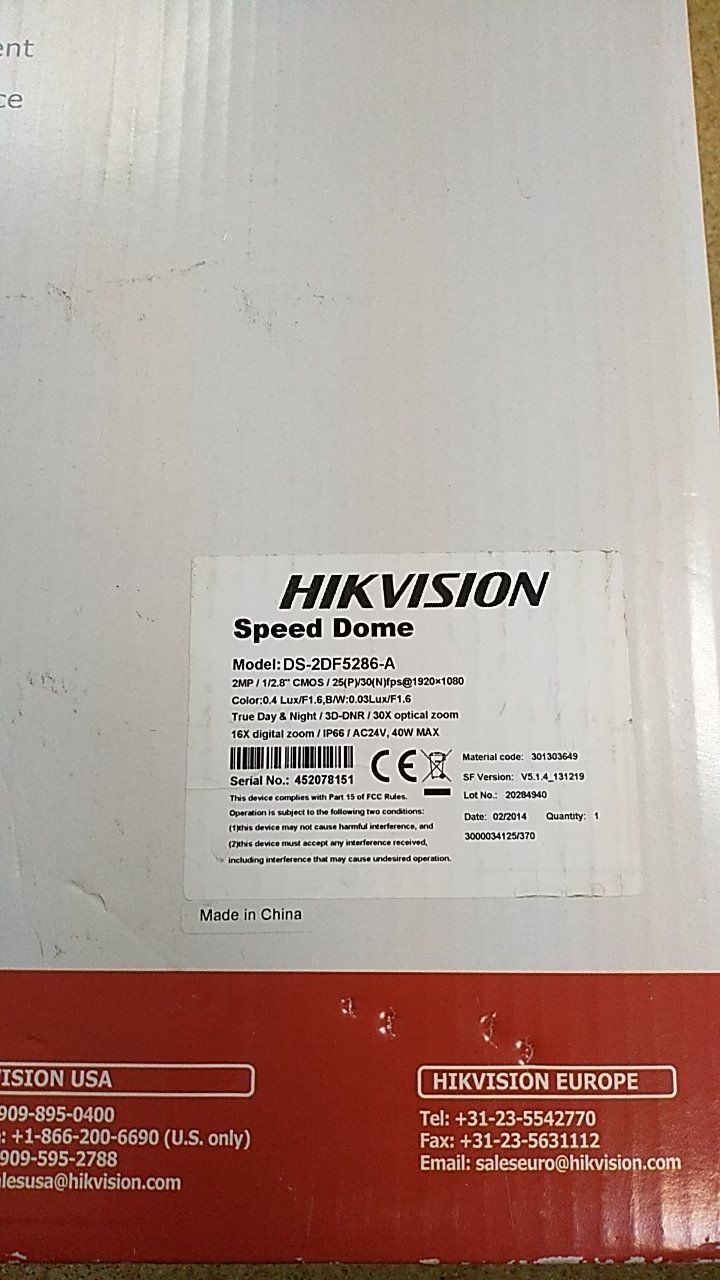 HIKVISION
Speed Dome
Model: DS-2DF5286-A
2MP / 1/2.8" CMOS / 25(P)/30(N)fps@1920×1080
Color:0.4 Lux/F1.6,B/W:0.03Lux/F1.6
True Day & Night / 3D-DNR / 30X optical zoom
16X digital zoom / IP66 / AC24V, 40W MAX
CE
Serial No.: 452078151
This device complies with Part 15 of FCC Rules.
Operation is subject to the following two conditions:
(1)this device may not cause harmful interference, and
(2)this device must accept any interference received,
including interference that may cause undesired operation.
Material code: 301303649
SF Version: V5.1.4_131219
Lot No.: 20284940
Date: 02/2014 Quantity: 1
3000034125/370
Made in China
ISION USA
909-895-0400
: +1-866-200-6690 (U.S. only)
909-595-2788
lesusa@hikvision.com
HIKVISION EUROPE
Tel: +31-23-5542770
Fax: +31-23-5631112
Email: saleseuro@hikvision.com